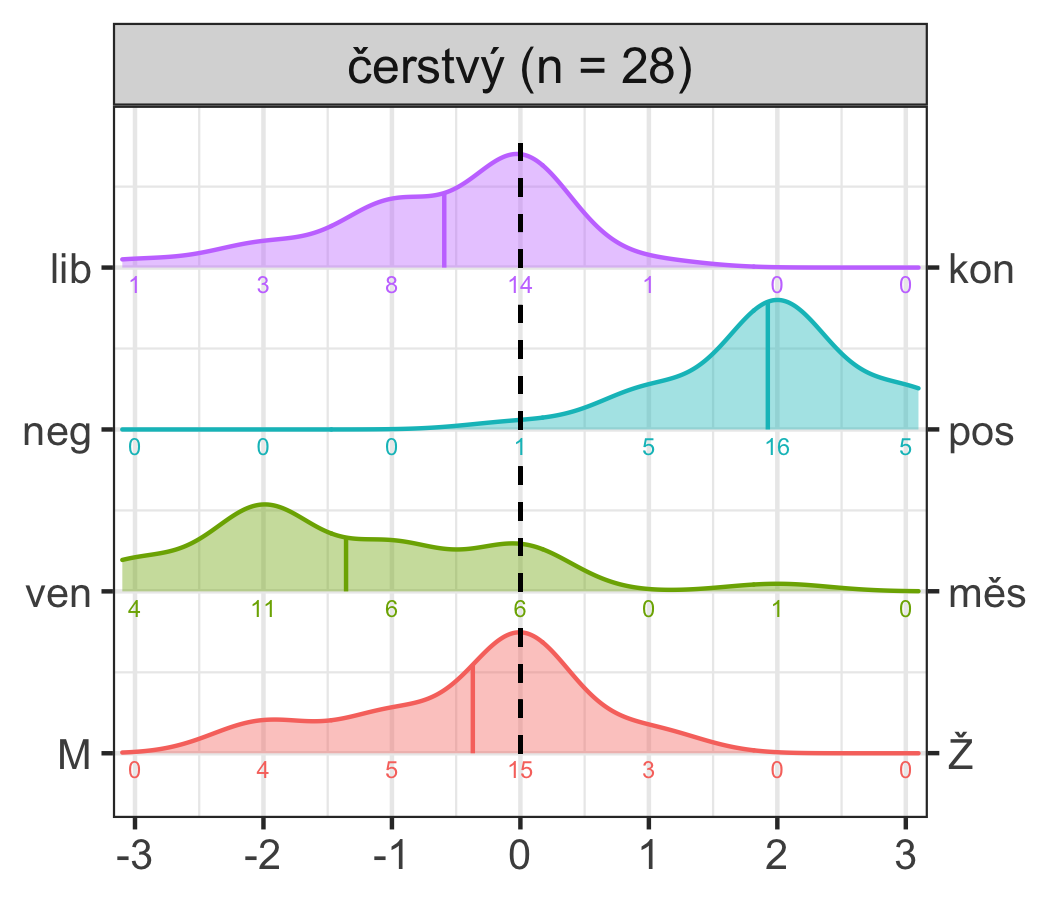 čerstvý (n = 28)
lib kon
1 3 8 14 1 0 0
neg pos
0 0 0 1 5 16 5
ven měs
4 11 6 6 0 1 0
M Ž
0 4 5 15 3 0 0
-3 -2 -1 0 1 2 3